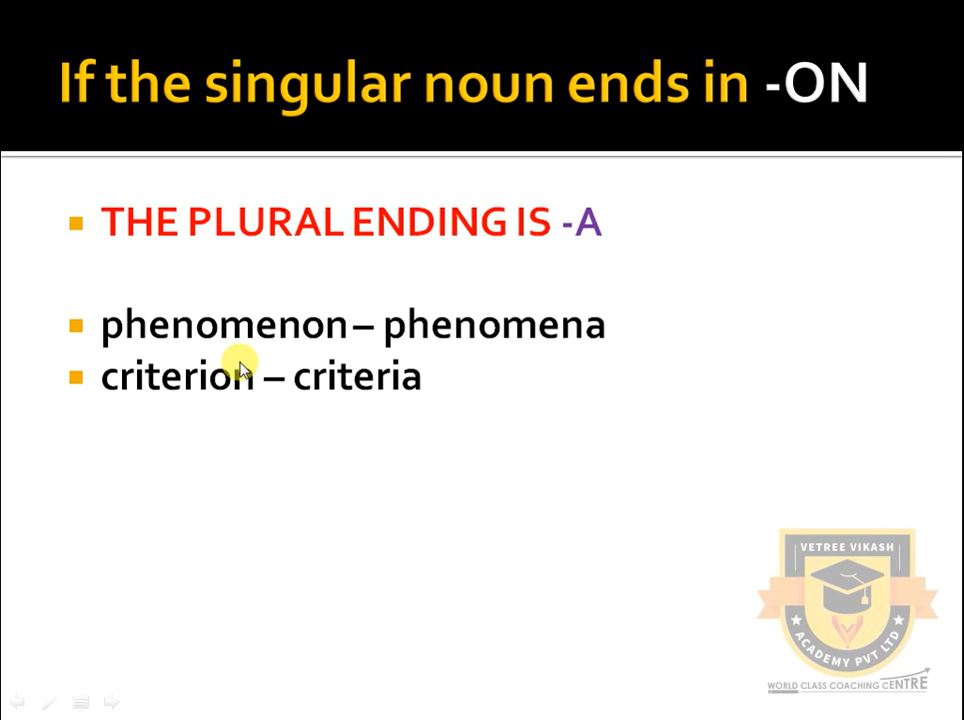 If the singular noun ends in -ON
THE PLURAL ENDING IS -A
phenomenon – phenomena
criterion – criteria
VETREE VIKASH
ACADEMY PVT LTD
WORLD CLASS COACHING CENTRE